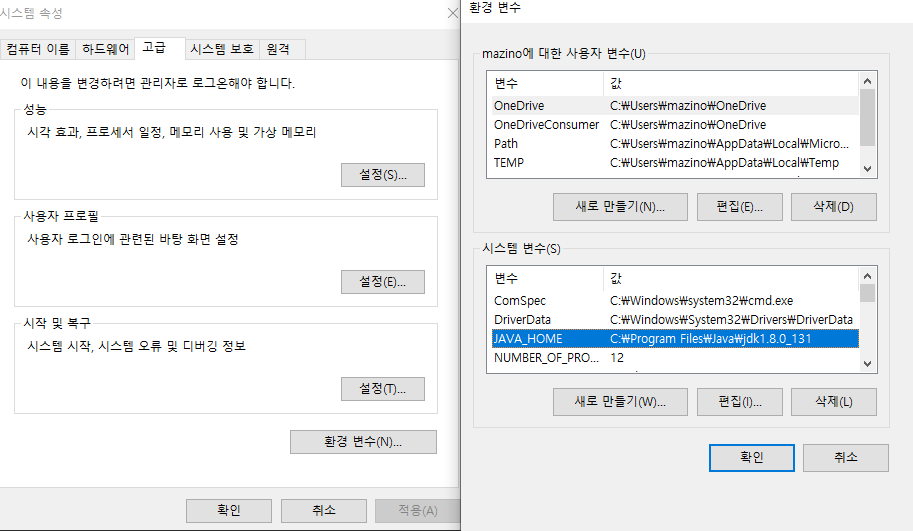 시스템 속성
컴퓨터 이름 하드웨어 고급 시스템 보호 원격
이 내용을 변경하려면 관리자로 로그온해야 합니다.
성능
시각 효과, 프로세서 일정, 메모리 사용 및 가상 메모리
설정(S)...
사용자 프로필
사용자 로그인에 관련된 바탕 화면 설정
설정(E)...
시작 및 복구
시스템 시작, 시스템 오류 및 디버깅 정보
설정(T)...
환경 변수(N)...
확인 취소 적용(A)
환경 변수
mazino에 대한 사용자 변수(U)
변수 값
OneDrive C:₩Users₩mazino₩OneDrive
OneDriveConsumer C:₩Users₩mazino₩OneDrive
Path C:₩Users₩mazino₩AppData₩Local₩Micro...
TEMP C:₩Users₩mazino₩AppData₩Local₩Temp
새로 만들기(N)... 편집(E)... 삭제(D)
시스템 변수(S)
변수 값
ComSpec C:₩Windows₩system32₩cmd.exe
DriverData C:₩Windows₩System32₩Drivers₩DriverData
JAVA_HOME C:₩Program Files₩Java₩jdk1.8.0_131
NUMBER_OF_PRO... 12
새로 만들기(W)... 편집(I)... 삭제(L)
확인 취소